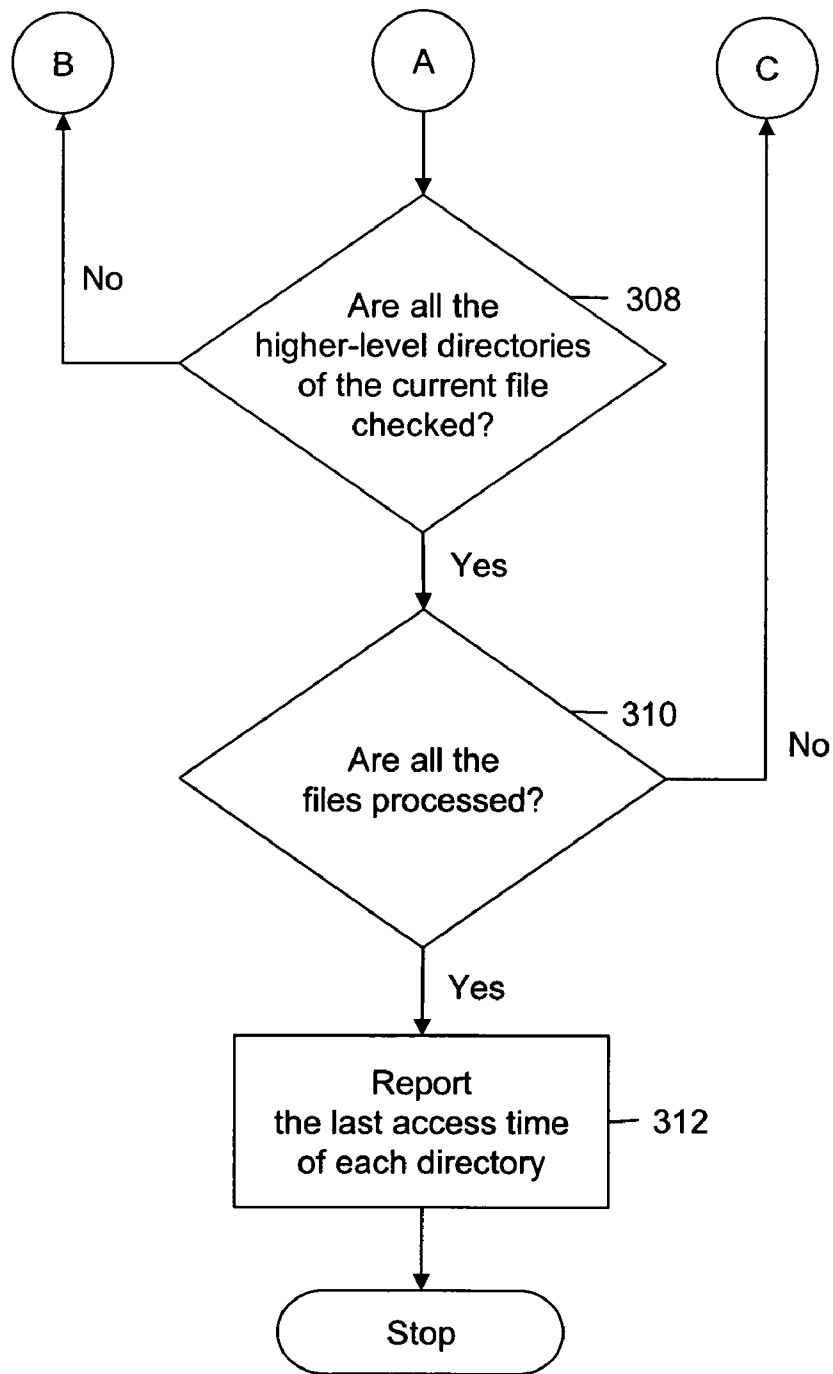 B
A
C
No
Are all the
higher-level directories
of the current file
checked?
308
Yes
Are all the
files processed?
310
No
Yes
Report
the last access time
of each directory
312
Stop